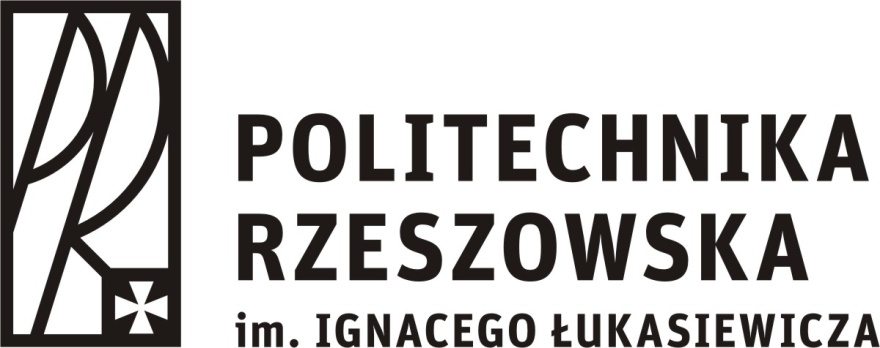 POLITECHNIKA
RZESZOWSKA
im. IGNACEGO ŁUKASIEWICZA